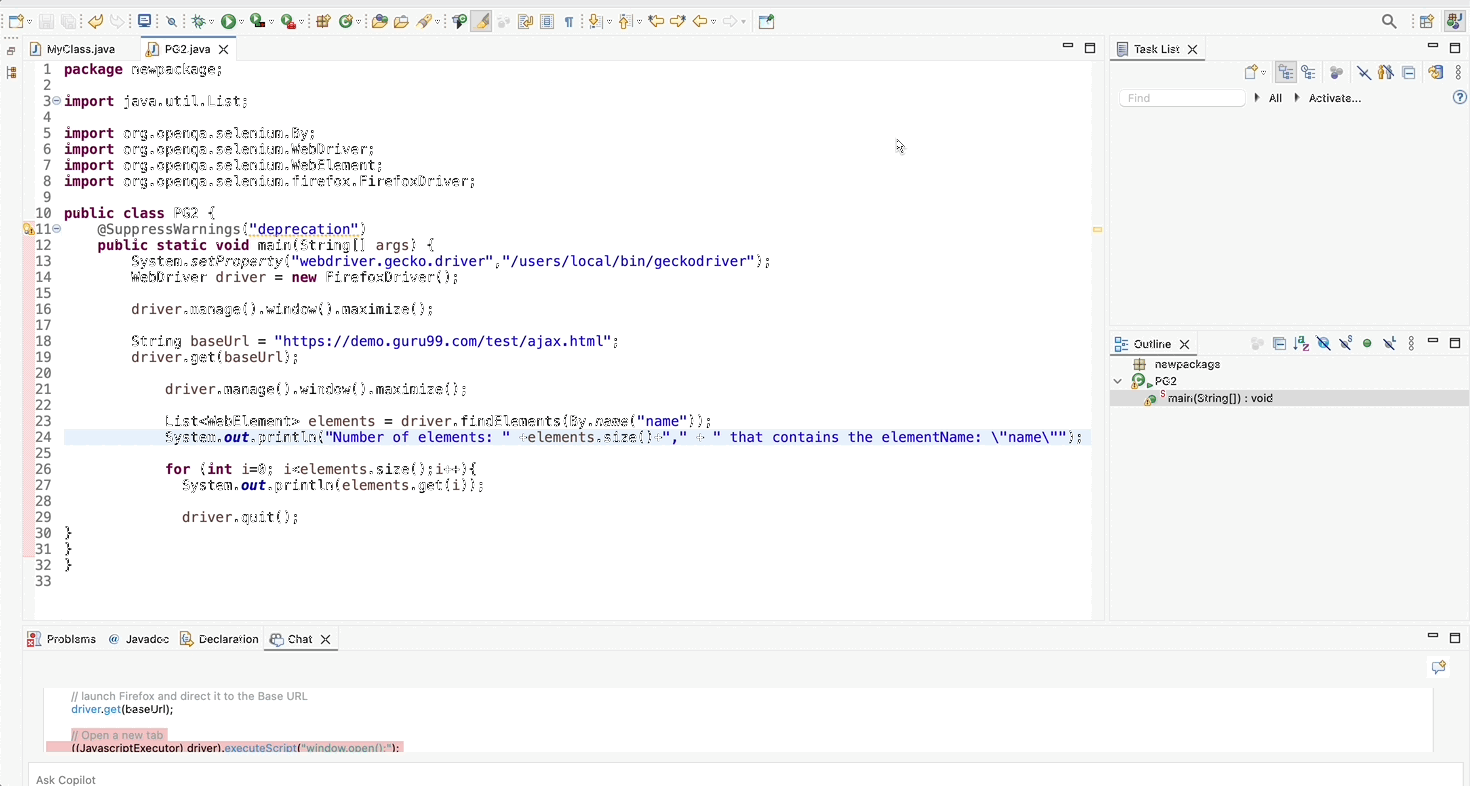 MyClass.java
PG2.java
1 package newpackage;
2
3 import java.util.List;
4
5 import org.openqa.selenium.By;
6 import org.openqa.selenium.WebDriver;
7 import org.openqa.selenium.WebElement;
8 import org.openqa.selenium.firefox.FirefoxDriver;
9
10 public class PG2 {
11 @SuppressWarnings("deprecation")
12 public static void main(String[] args) {
13 System.setProperty("webdriver.gecko.driver","/users/local/bin/geckodriver");
14 WebDriver driver = new FirefoxDriver();
15
16 driver.manage().window().maximize();
17
18 String baseUrl = "https://demo.guru99.com/test/ajax.html";
19 driver.get(baseUrl);
20
21 driver.manage().window().maximize();
22
23 List<WebElement> elements = driver.findElements(By.name("name"));
24 System.out.println("Number of elements: " +elements.size()+"," + " that contains the elementName: \"name\"");
25
26 for (int i=0; i<elements.size();i++){
27 System.out.println(elements.get(i));
28
29 driver.quit();
30 }
31 }
32 }
33
Task List
Find
All
Activate...
Outline
newpackage
PG2
main(String[]) : void
Problems
@ Javadoc
Declaration
Chat
// launch Firefox and direct it to the Base URL
driver.get(baseUrl);
// Open a new tab
((JavascriptExecutor) driver).executeScript("window.open();");
Ask Copilot